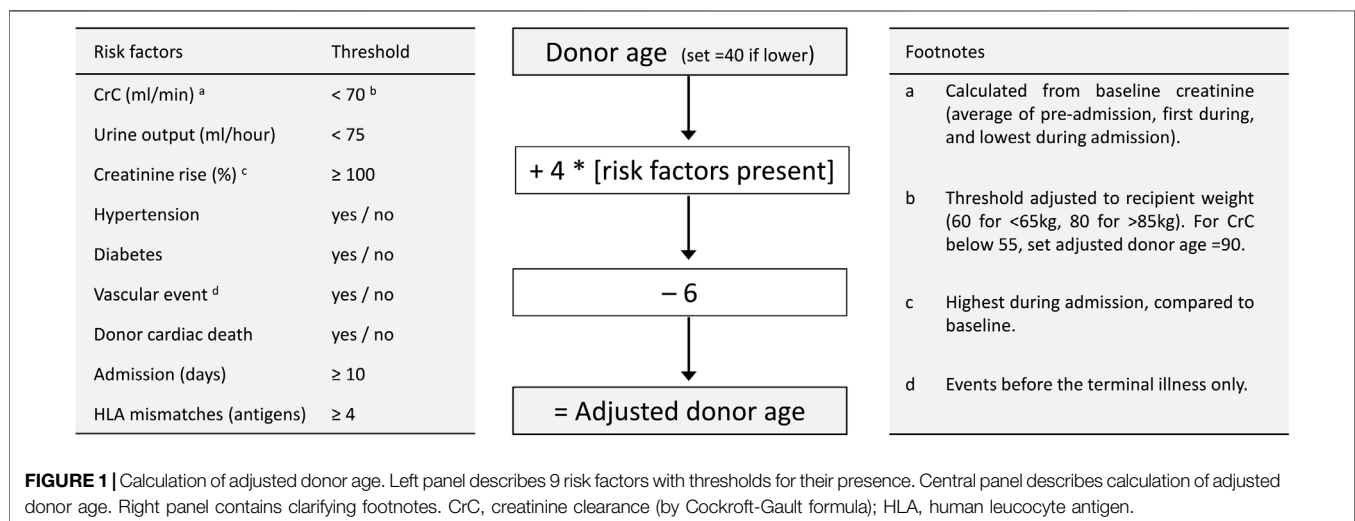 Risk factors Threshold
CrC (ml/min) a < 70 b
Urine output (ml/hour) < 75
Creatinine rise (%) c ≥ 100
Hypertension yes / no
Diabetes yes / no
Vascular event d yes / no
Donor cardiac death yes / no
Admission (days) ≥ 10
HLA mismatches (antigens) ≥ 4
Donor age (set =40 if lower)
+ 4 * [risk factors present]
– 6
= Adjusted donor age
Footnotes
a Calculated from baseline creatinine
(average of pre-admission, first during,
and lowest during admission).
b Threshold adjusted to recipient weight
(60 for <65kg, 80 for >85kg). For CrC
below 55, set adjusted donor age =90.
c Highest during admission, compared to
baseline.
d Events before the terminal illness only.
FIGURE 1 | Calculation of adjusted donor age. Left panel describes 9 risk factors with thresholds for their presence. Central panel describes calculation of adjusted
donor age. Right panel contains clarifying footnotes. CrC, creatinine clearance (by Cockroft-Gault formula); HLA, human leucocyte antigen.